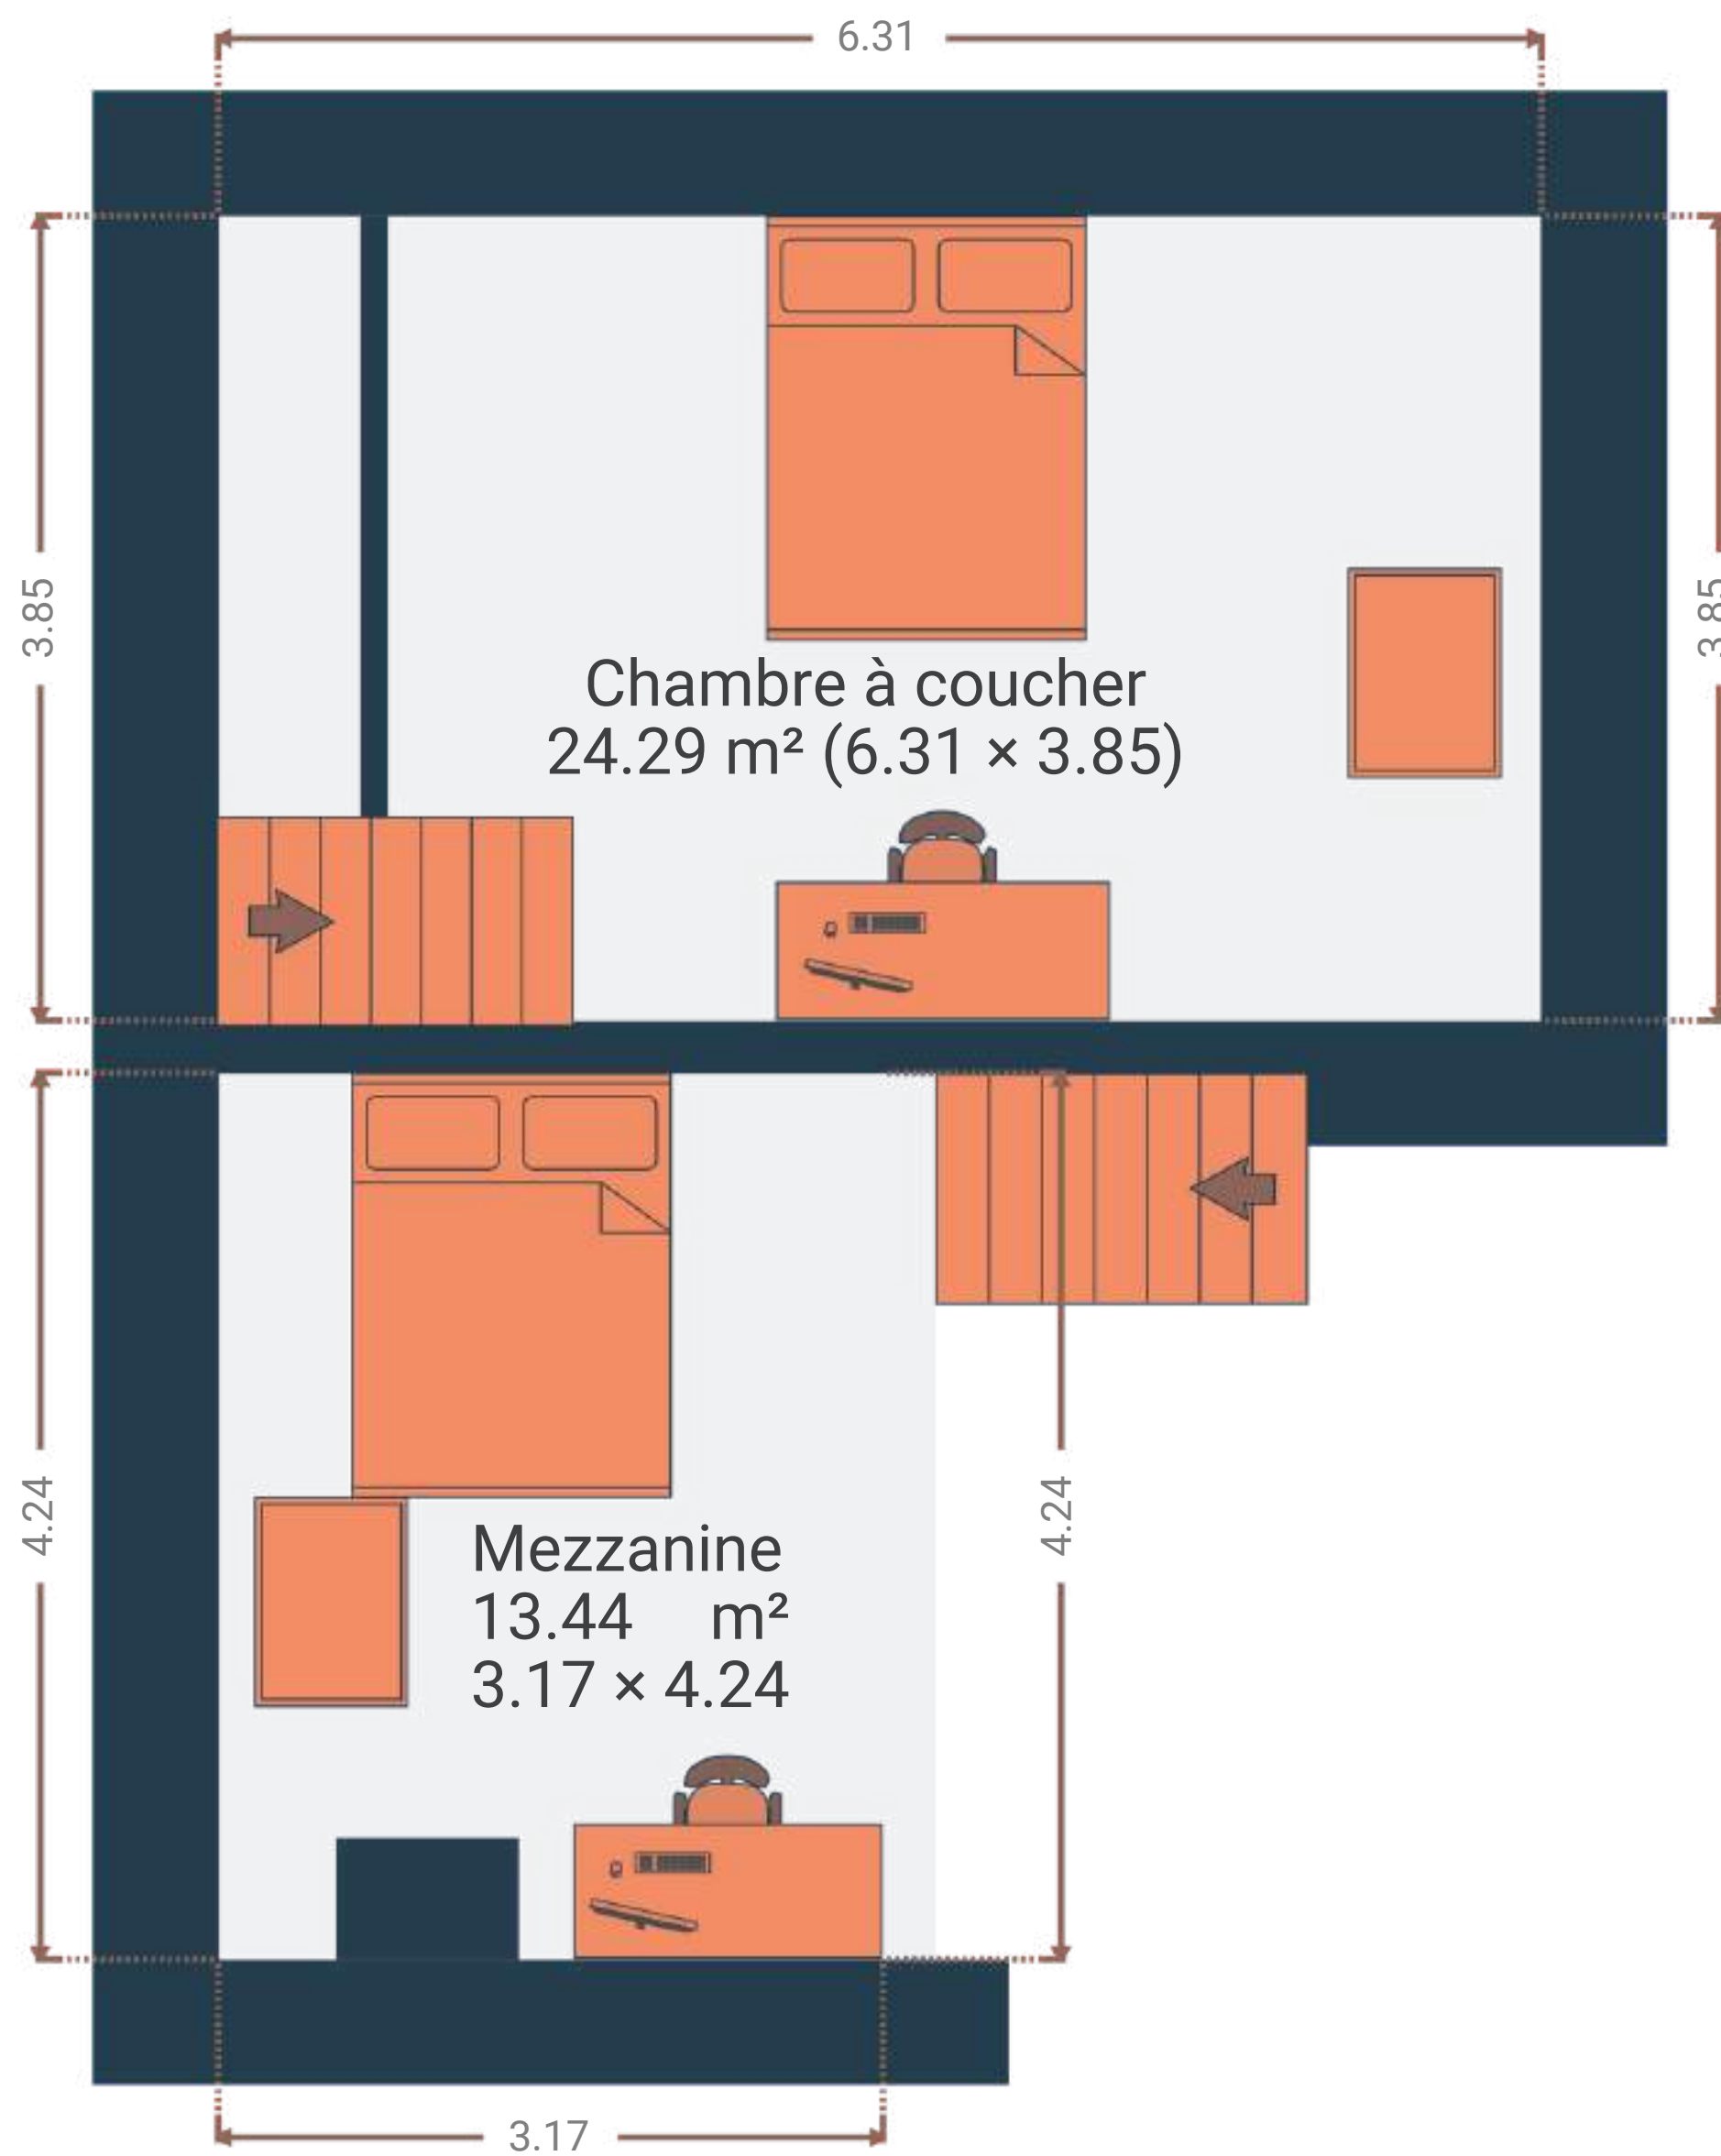 6.31
3.85
3.85
Chambre à coucher
24.29 m² (6.31 × 3.85)
4.24
4.24
Mezzanine
13.44 m²
3.17 × 4.24
3.17